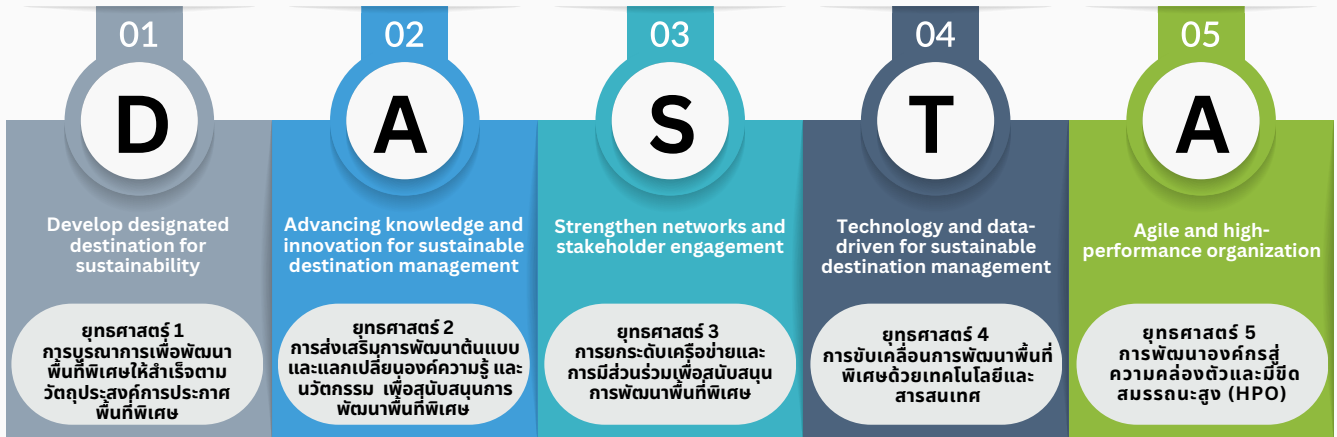 01
D
Develop designated
destination for
sustainability
ยุทธศาสตร์ 1
การบูรณาการเพื่อพัฒนา
พื้นที่พิเศษให้สำเร็จตาม
วัตถุประสงค์การประกาศ
พื้นที่พิเศษ
02
A
Advancing knowledge and
innovation for sustainable
destination management
ยุทธศาสตร์ 2
การส่งเสริมการพัฒนาต้นแบบ
และแลกเปลี่ยนองค์ความรู้ และ
นวัตกรรม เพื่อสนับสนุนการ
พัฒนาพื้นที่พิเศษ
03
S
Strengthen networks and
stakeholder engagement
ยุทธศาสตร์ 3
การยกระดับเครือข่ายและ
การมีส่วนร่วมเพื่อสนับสนุน
การพัฒนาพื้นที่พิเศษ
04
T
Technology and data-
driven for sustainable
destination management
ยุทธศาสตร์ 4
การขับเคลื่อนการพัฒนาพื้นที่
พิเศษด้วยเทคโนโลยีและ
สารสนเทศ
05
A
Agile and high-
performance organization
ยุทธศาสตร์ 5
การพัฒนาองค์กรสู่
ความคล่องตัวและมีขีด
สมรรถนะสูง (HPO)